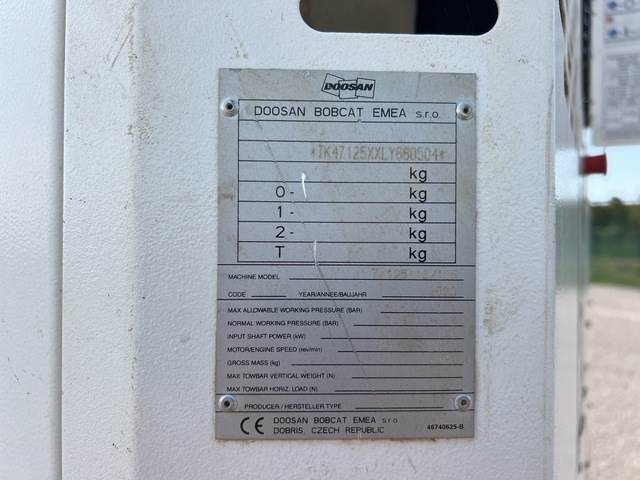 DOOSAN
DOOSAN BOBCAT EMEA s.r.o.
*TK47125XXLY660504*
kg
0- kg
1- kg
2- kg
T kg
MACHINE MODEL
CODE YEAR/ANNEE/BAUJAHR
MAX ALLOWABLE WORKING PRESSURE (BAR)
NORMAL WORKING PRESSURE (BAR)
INPUT SHAFT POWER (kW)
MOTOR/ENGINE SPEED (rev/min)
GROSS MASS (kg)
MAX TOWBAR VERTICAL WEIGHT (N)
MAX TOWBAR HORIZ. LOAD (N)
PRODUCER / HERSTELLER TYPE
CE DOOSAN BOBCAT EMEA s.r.o.
DOBRIS, CZECH REPUBLIC 46740625-B